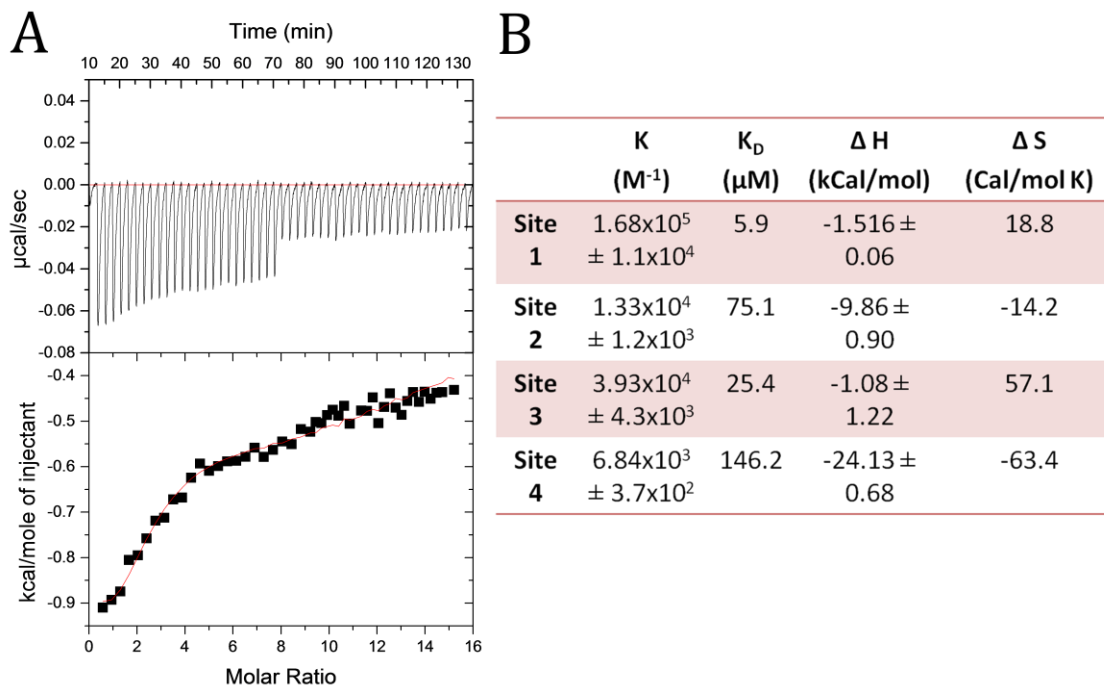 A
Time (min)
10 20 30 40 50 60 70 80 90 100 110 120 130
0.04
0.02
0.00
-0.02
-0.04
-0.06
-0.08
µcal/sec
-0.4
-0.5
-0.6
-0.7
-0.8
-0.9
kcal/mole of injectant
0 2 4 6 8 10 12 14 16
Molar Ratio
B
K K_D Δ H Δ S
(M⁻¹) (µM) (kCal/mol) (Cal/mol K)
Site 1.68x10⁵ 5.9 -1.516 ± 18.8
1 ± 1.1x10⁴ 0.06
Site 1.33x10⁴ 75.1 -9.86 ± -14.2
2 ± 1.2x10³ 0.90
Site 3.93x10⁴ 25.4 -1.08 ± 57.1
3 ± 4.3x10³ 1.22
Site 6.84x10³ 146.2 -24.13 ± -63.4
4 ± 3.7x10² 0.68